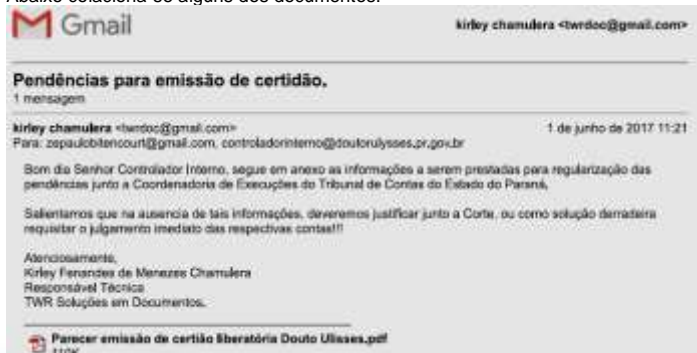 Abaixo relaciona-se alguns dos documentos:
Gmail
kirley chamulera <twrdoc@gmail.com>
Pendências para emissão de certidão.
1 mensagem
kirley chamulera <twrdoc@gmail.com>
1 de junho de 2017 11:21
Para: zepaulobitencourt@gmail.com, controladorinterno@doutorulysses.pr.gov.br
Bom dia Senhor Controlador Interno, segue em anexo as informações a serem prestadas para regularização das
pendências junto a Coordenadoria de Execuções do Tribunal de Contas do Estado do Paraná.
Salientamos que na ausencia de tais informações, deveremos justificar junto a Corte, ou como solução derradeira
requisitar o julgamento imediato das respectivas contas!!!
Atenciosamente,
Kirley Fenandes de Menezes Chamulera
Responsável Técnica
TWR Soluções em Documentos.
Parecer emissão de certião liberatória Douto Ulisses.pdf